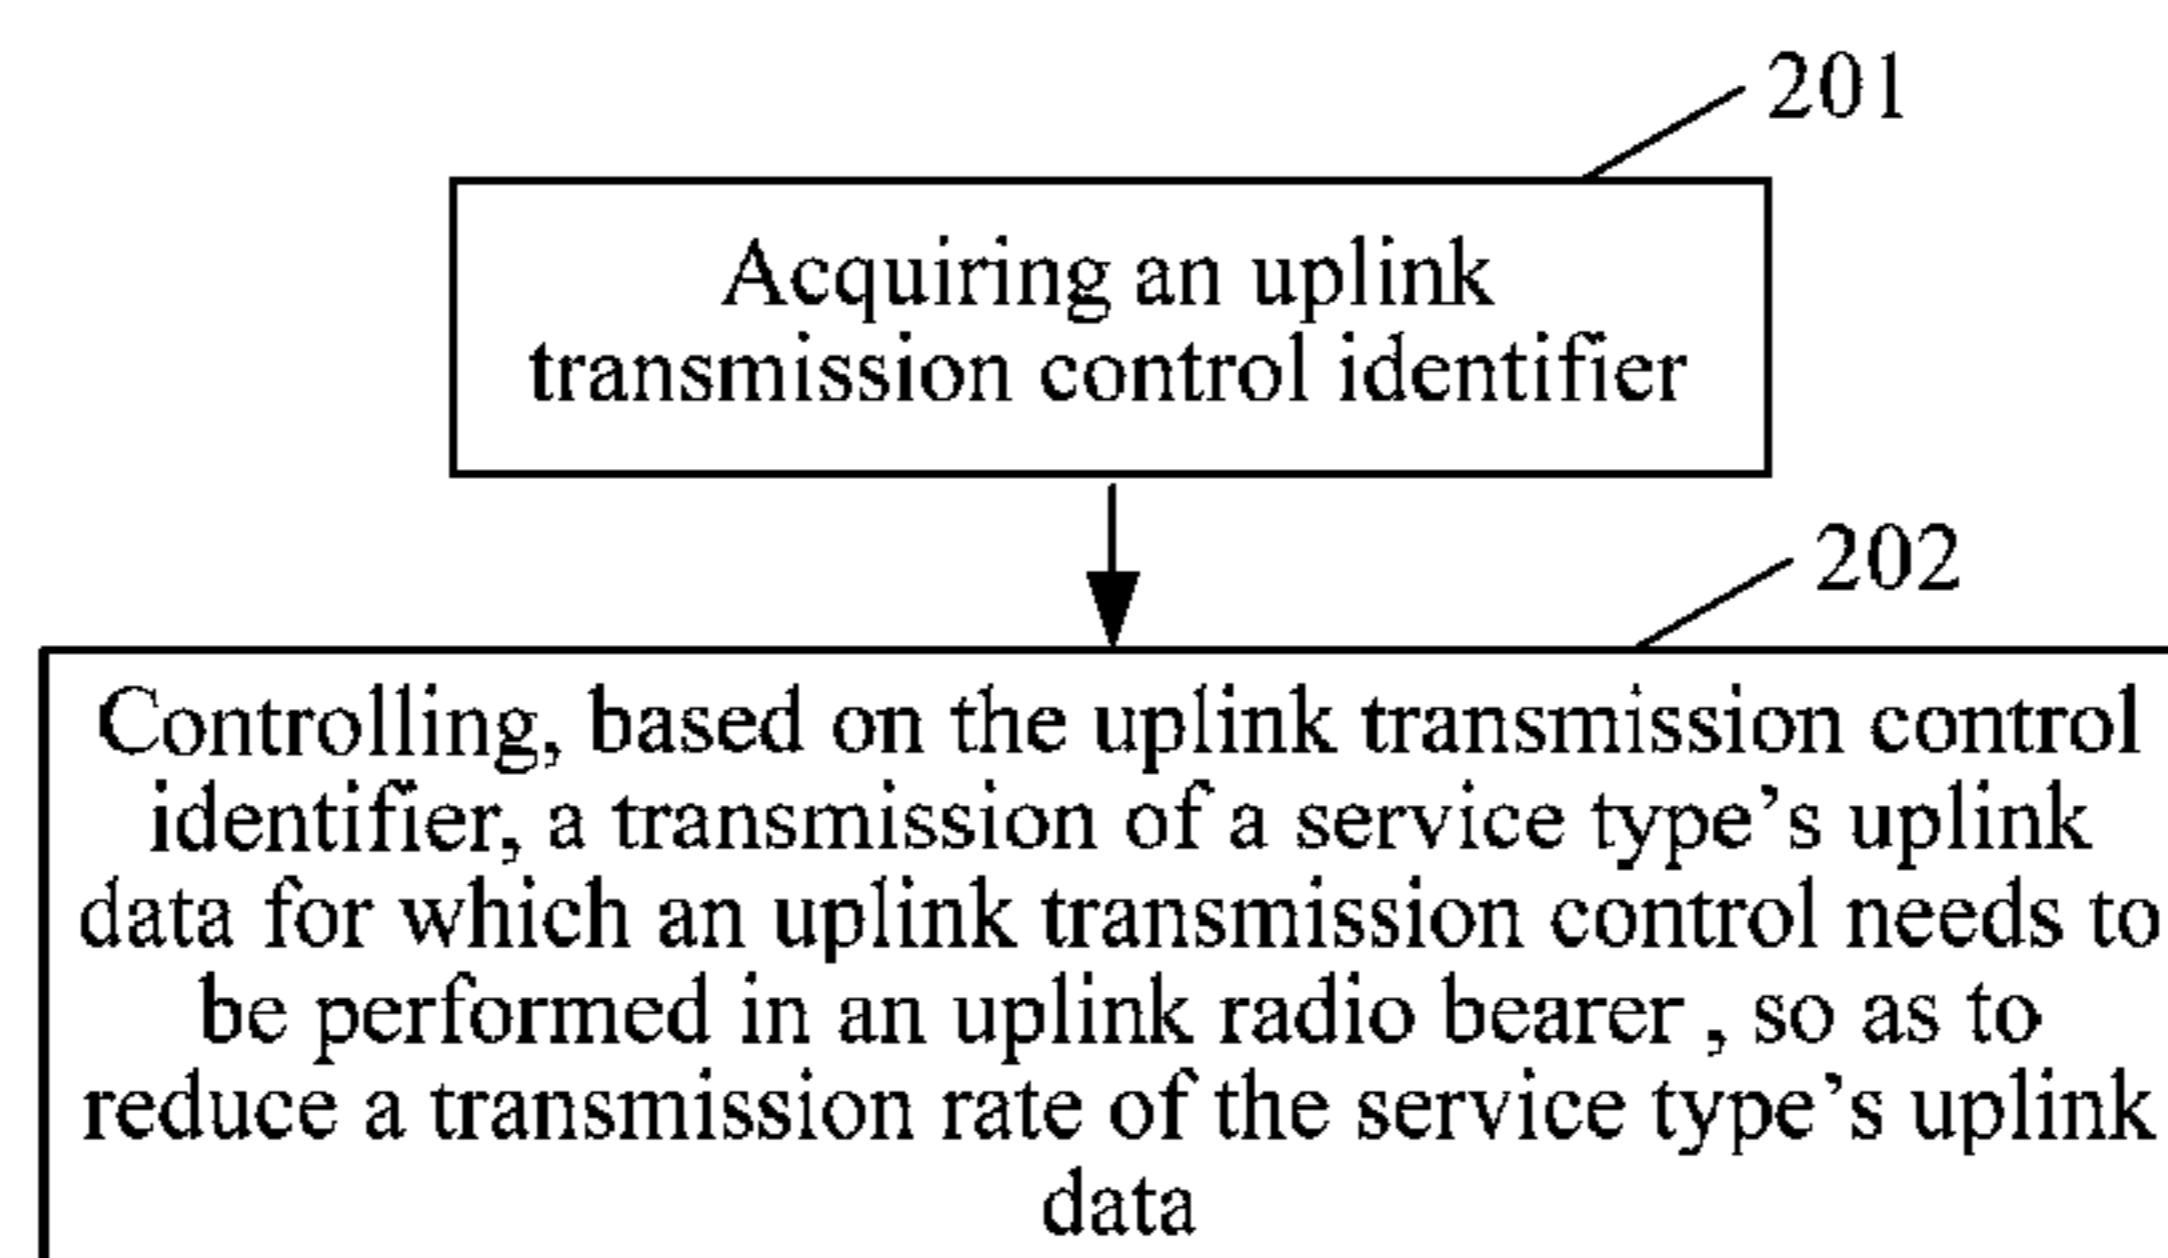 201
Acquiring an uplink
transmission control identifier
202
Controlling, based on the uplink transmission control
identifier, a transmission of a service type’s uplink
data for which an uplink transmission control needs to
be performed in an uplink radio bearer , so as to
reduce a transmission rate of the service type’s uplink
data